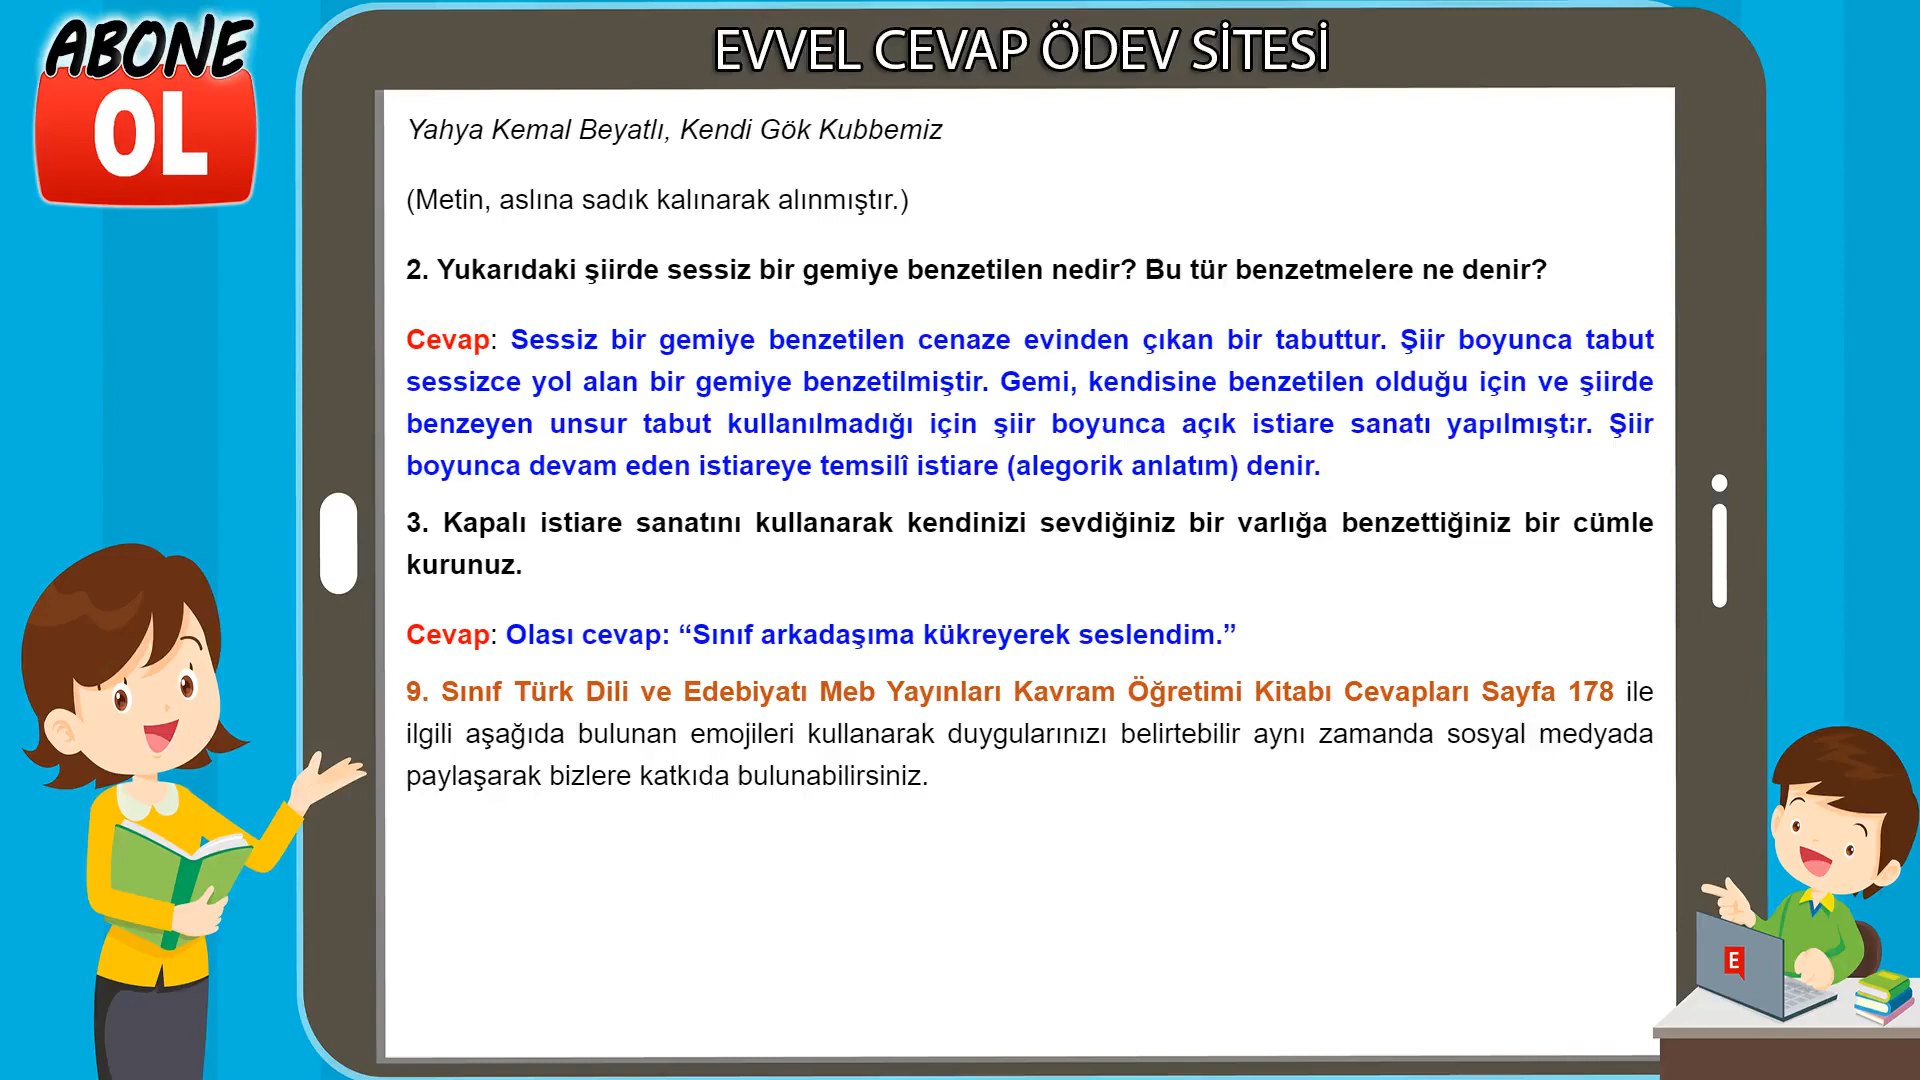 ABONE
OL
EVVEL CEVAP ÖDEV SİTESİ
Yahya Kemal Beyatlı, Kendi Gök Kubbemiz
(Metin, aslına sadık kalınarak alınmıştır.)
2. Yukarıdaki şiirde sessiz bir gemiye benzetilen nedir? Bu tür benzetmelere ne denir?
Cevap: Sessiz bir gemiye benzetilen cenaze evinden çıkan bir tabuttur. Şiir boyunca tabut
sessizce yol alan bir gemiye benzetilmiştir. Gemi, kendisine benzetilen olduğu için ve şiirde
benzeyen unsur tabut kullanılmadığı için şiir boyunca açık istiare sanatı yapılmıştır. Şiir
boyunca devam eden istiareye temsilî istiare (alegorik anlatım) denir.
3. Kapalı istiare sanatını kullanarak kendinizi sevdiğiniz bir varlığa benzettiğiniz bir cümle
kurunuz.
Cevap: Olası cevap: “Sınıf arkadaşıma kükreyerek seslendim.”
9. Sınıf Türk Dili ve Edebiyatı Meb Yayınları Kavram Öğretimi Kitabı Cevapları Sayfa 178 ile
ilgili aşağıda bulunan emojileri kullanarak duygularınızı belirtebilir aynı zamanda sosyal medyada
paylaşarak bizlere katkıda bulunabilirsiniz.
E